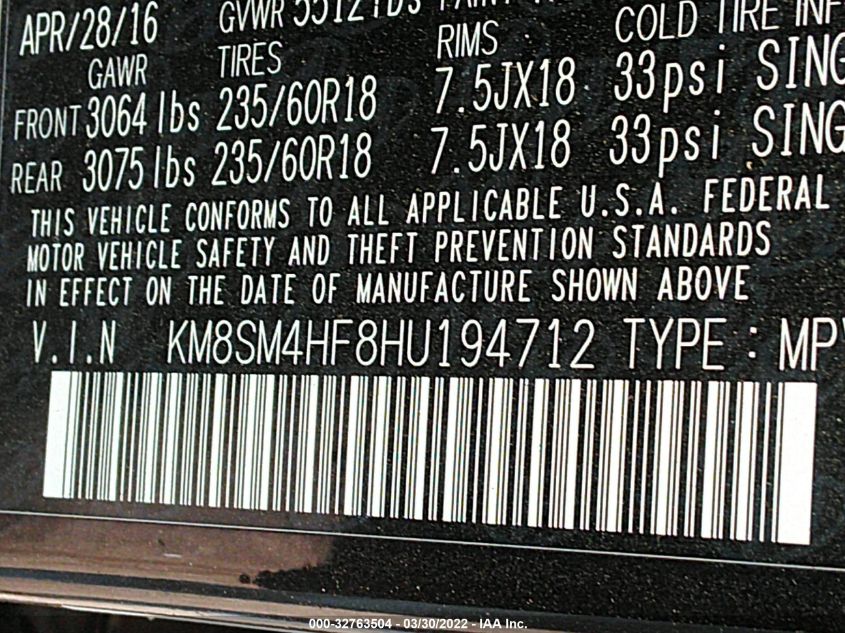 APR/28/16 GVWR 5512 lbs
GAWR TIRES RIMS COLD TIRE INF
FRONT 3064 lbs 235/60R18 7.5JX18 33psi SING
REAR 3075 lbs 235/60R18 7.5JX18 33psi SING
THIS VEHICLE CONFORMS TO ALL APPLICABLE U.S.A. FEDERAL
MOTOR VEHICLE SAFETY AND THEFT PREVENTION STANDARDS
IN EFFECT ON THE DATE OF MANUFACTURE SHOWN ABOVE
V.I.N KM8SM4HF8HU194712 TYPE : MPV
000-32763504 - 03/30/2022 - IAA Inc.